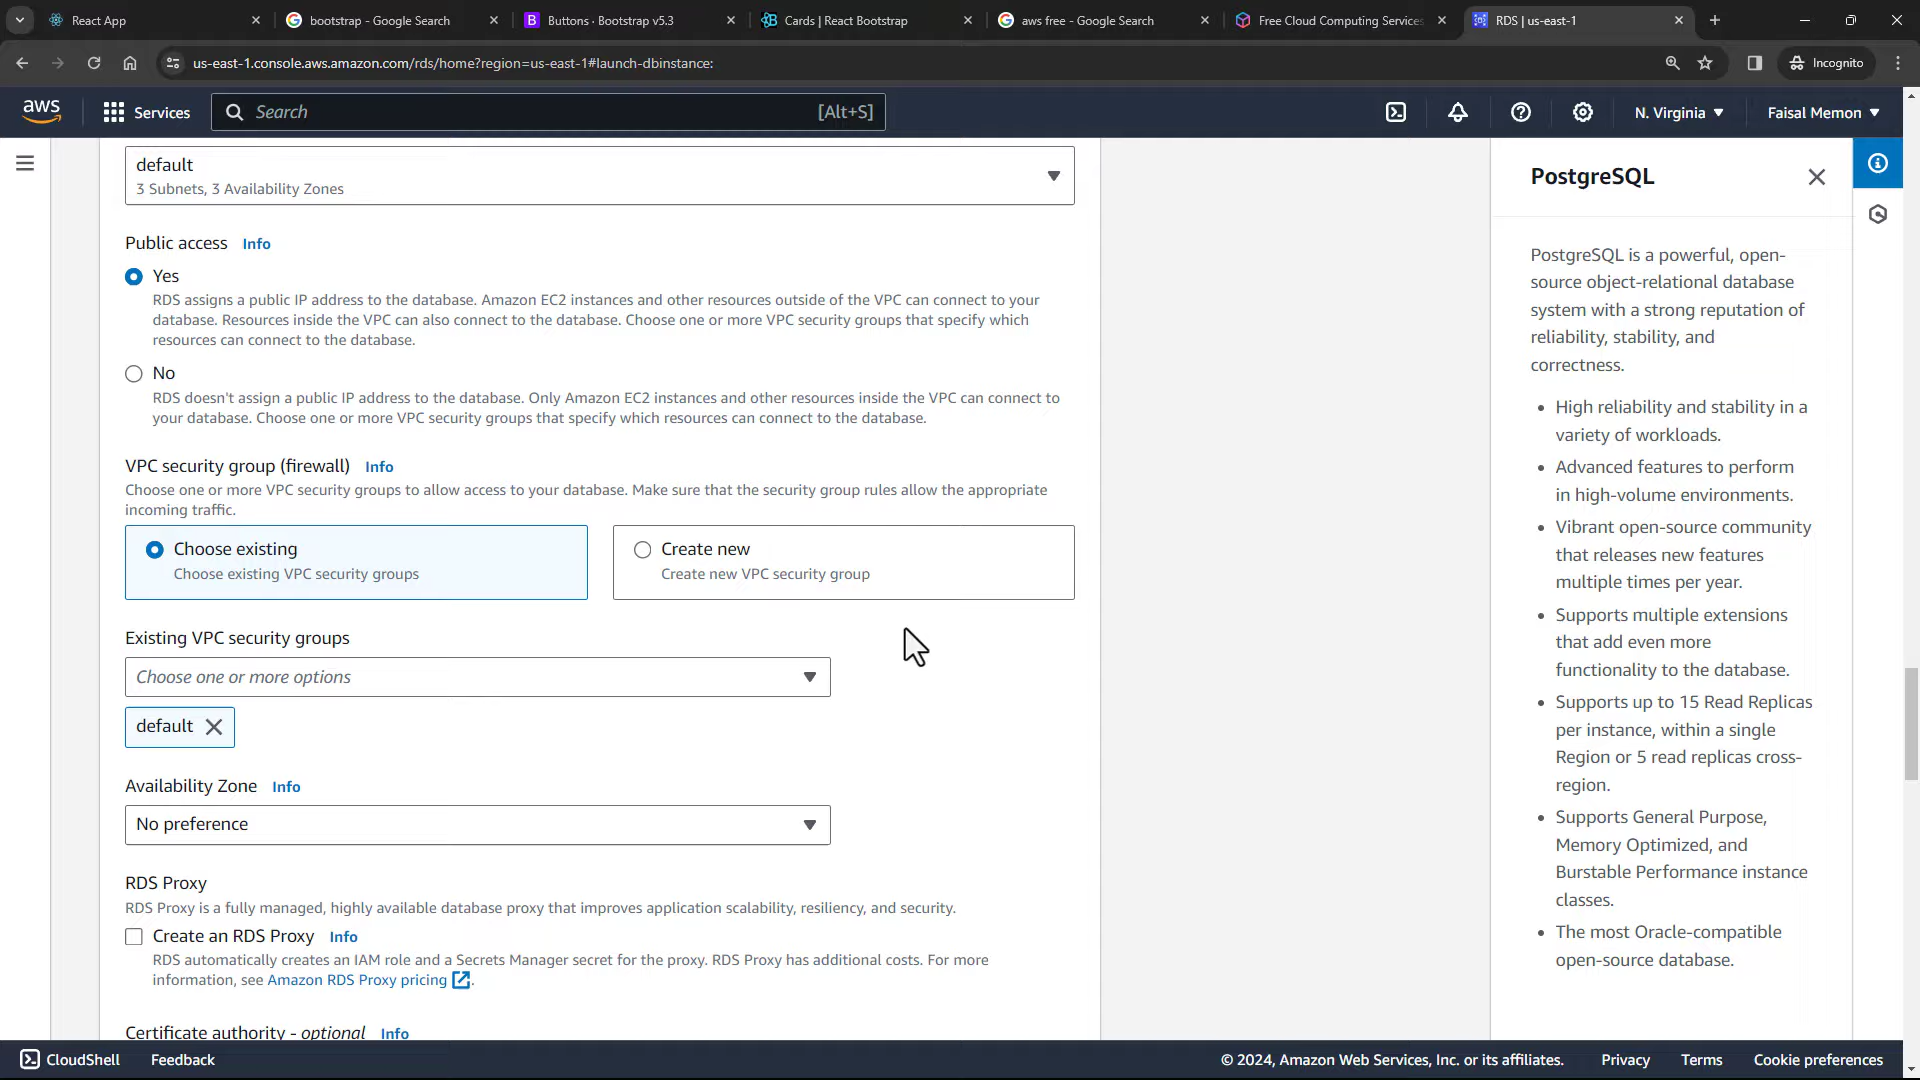 React App
bootstrap - Google Search
Buttons · Bootstrap v5.3
Cards | React Bootstrap
aws free - Google Search
Free Cloud Computing Services
RDS | us-east-1
us-east-1.console.aws.amazon.com/rds/home?region=us-east-1#launch-dbinstance:
Incognito
aws
Services
Search
[Alt+S]
N. Virginia
Faisal Memon
default
3 Subnets, 3 Availability Zones
Public access Info
Yes
RDS assigns a public IP address to the database. Amazon EC2 instances and other resources outside of the VPC can connect to your
database. Resources inside the VPC can also connect to the database. Choose one or more VPC security groups that specify which
resources can connect to the database.
No
RDS doesn't assign a public IP address to the database. Only Amazon EC2 instances and other resources inside the VPC can connect to
your database. Choose one or more VPC security groups that specify which resources can connect to the database.
VPC security group (firewall) Info
Choose one or more VPC security groups to allow access to your database. Make sure that the security group rules allow the appropriate
incoming traffic.
Choose existing
Choose existing VPC security groups
Create new
Create new VPC security group
Existing VPC security groups
Choose one or more options
default
Availability Zone Info
No preference
RDS Proxy
RDS Proxy is a fully managed, highly available database proxy that improves application scalability, resiliency, and security.
Create an RDS Proxy Info
RDS automatically creates an IAM role and a Secrets Manager secret for the proxy. RDS Proxy has additional costs. For more
information, see Amazon RDS Proxy pricing.
Certificate authority - optional Info
PostgreSQL
PostgreSQL is a powerful, open-
source object-relational database
system with a strong reputation of
reliability, stability, and
correctness.
• High reliability and stability in a
variety of workloads.
• Advanced features to perform
in high-volume environments.
• Vibrant open-source community
that releases new features
multiple times per year.
• Supports multiple extensions
that add even more
functionality to the database.
• Supports up to 15 Read Replicas
per instance, within a single
Region or 5 read replicas cross-
region.
• Supports General Purpose,
Memory Optimized, and
Burstable Performance instance
classes.
• The most Oracle-compatible
open-source database.
CloudShell
Feedback
© 2024, Amazon Web Services, Inc. or its affiliates.
Privacy
Terms
Cookie preferences